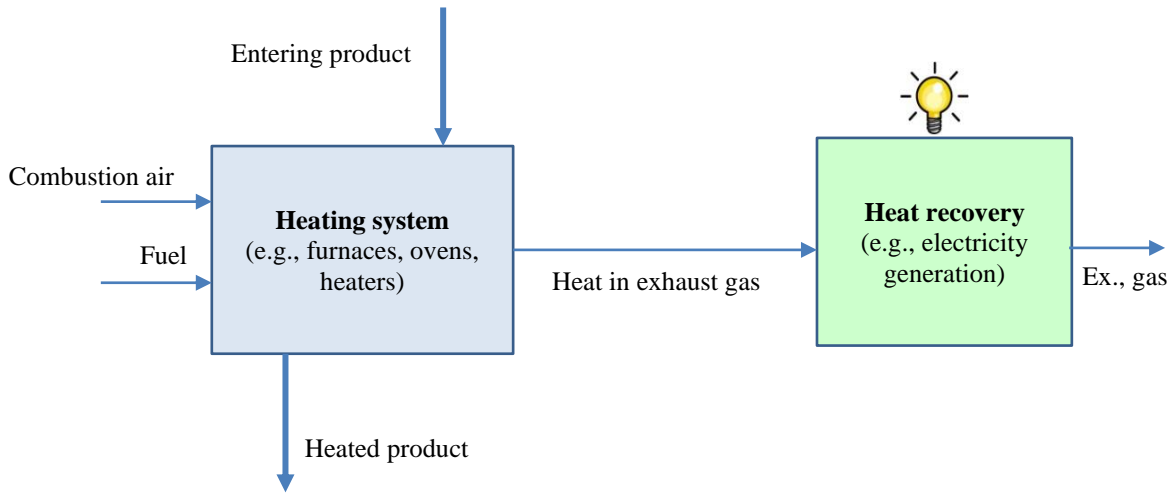 Entering product
Combustion air
Fuel
Heating system
(e.g., furnaces, ovens,
heaters)
Heat in exhaust gas
Heat recovery
(e.g., electricity
generation)
Ex., gas
Heated product